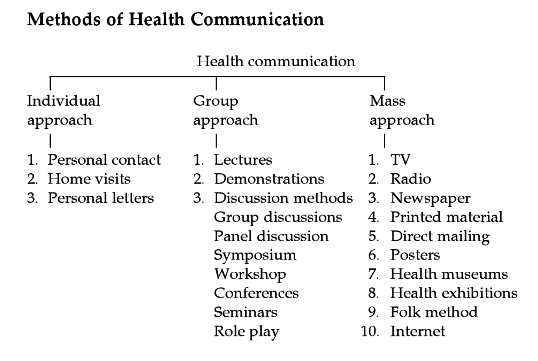 Methods of Health Communication
Health communication
Individual
approach
1. Personal contact
2. Home visits
3. Personal letters
Group
approach
1. Lectures
2. Demonstrations
3. Discussion methods
Group discussions
Panel discussion
Symposium
Workshop
Conferences
Seminars
Role play
Mass
approach
1. TV
2. Radio
3. Newspaper
4. Printed material
5. Direct mailing
6. Posters
7. Health museums
8. Health exhibitions
9. Folk method
10. Internet